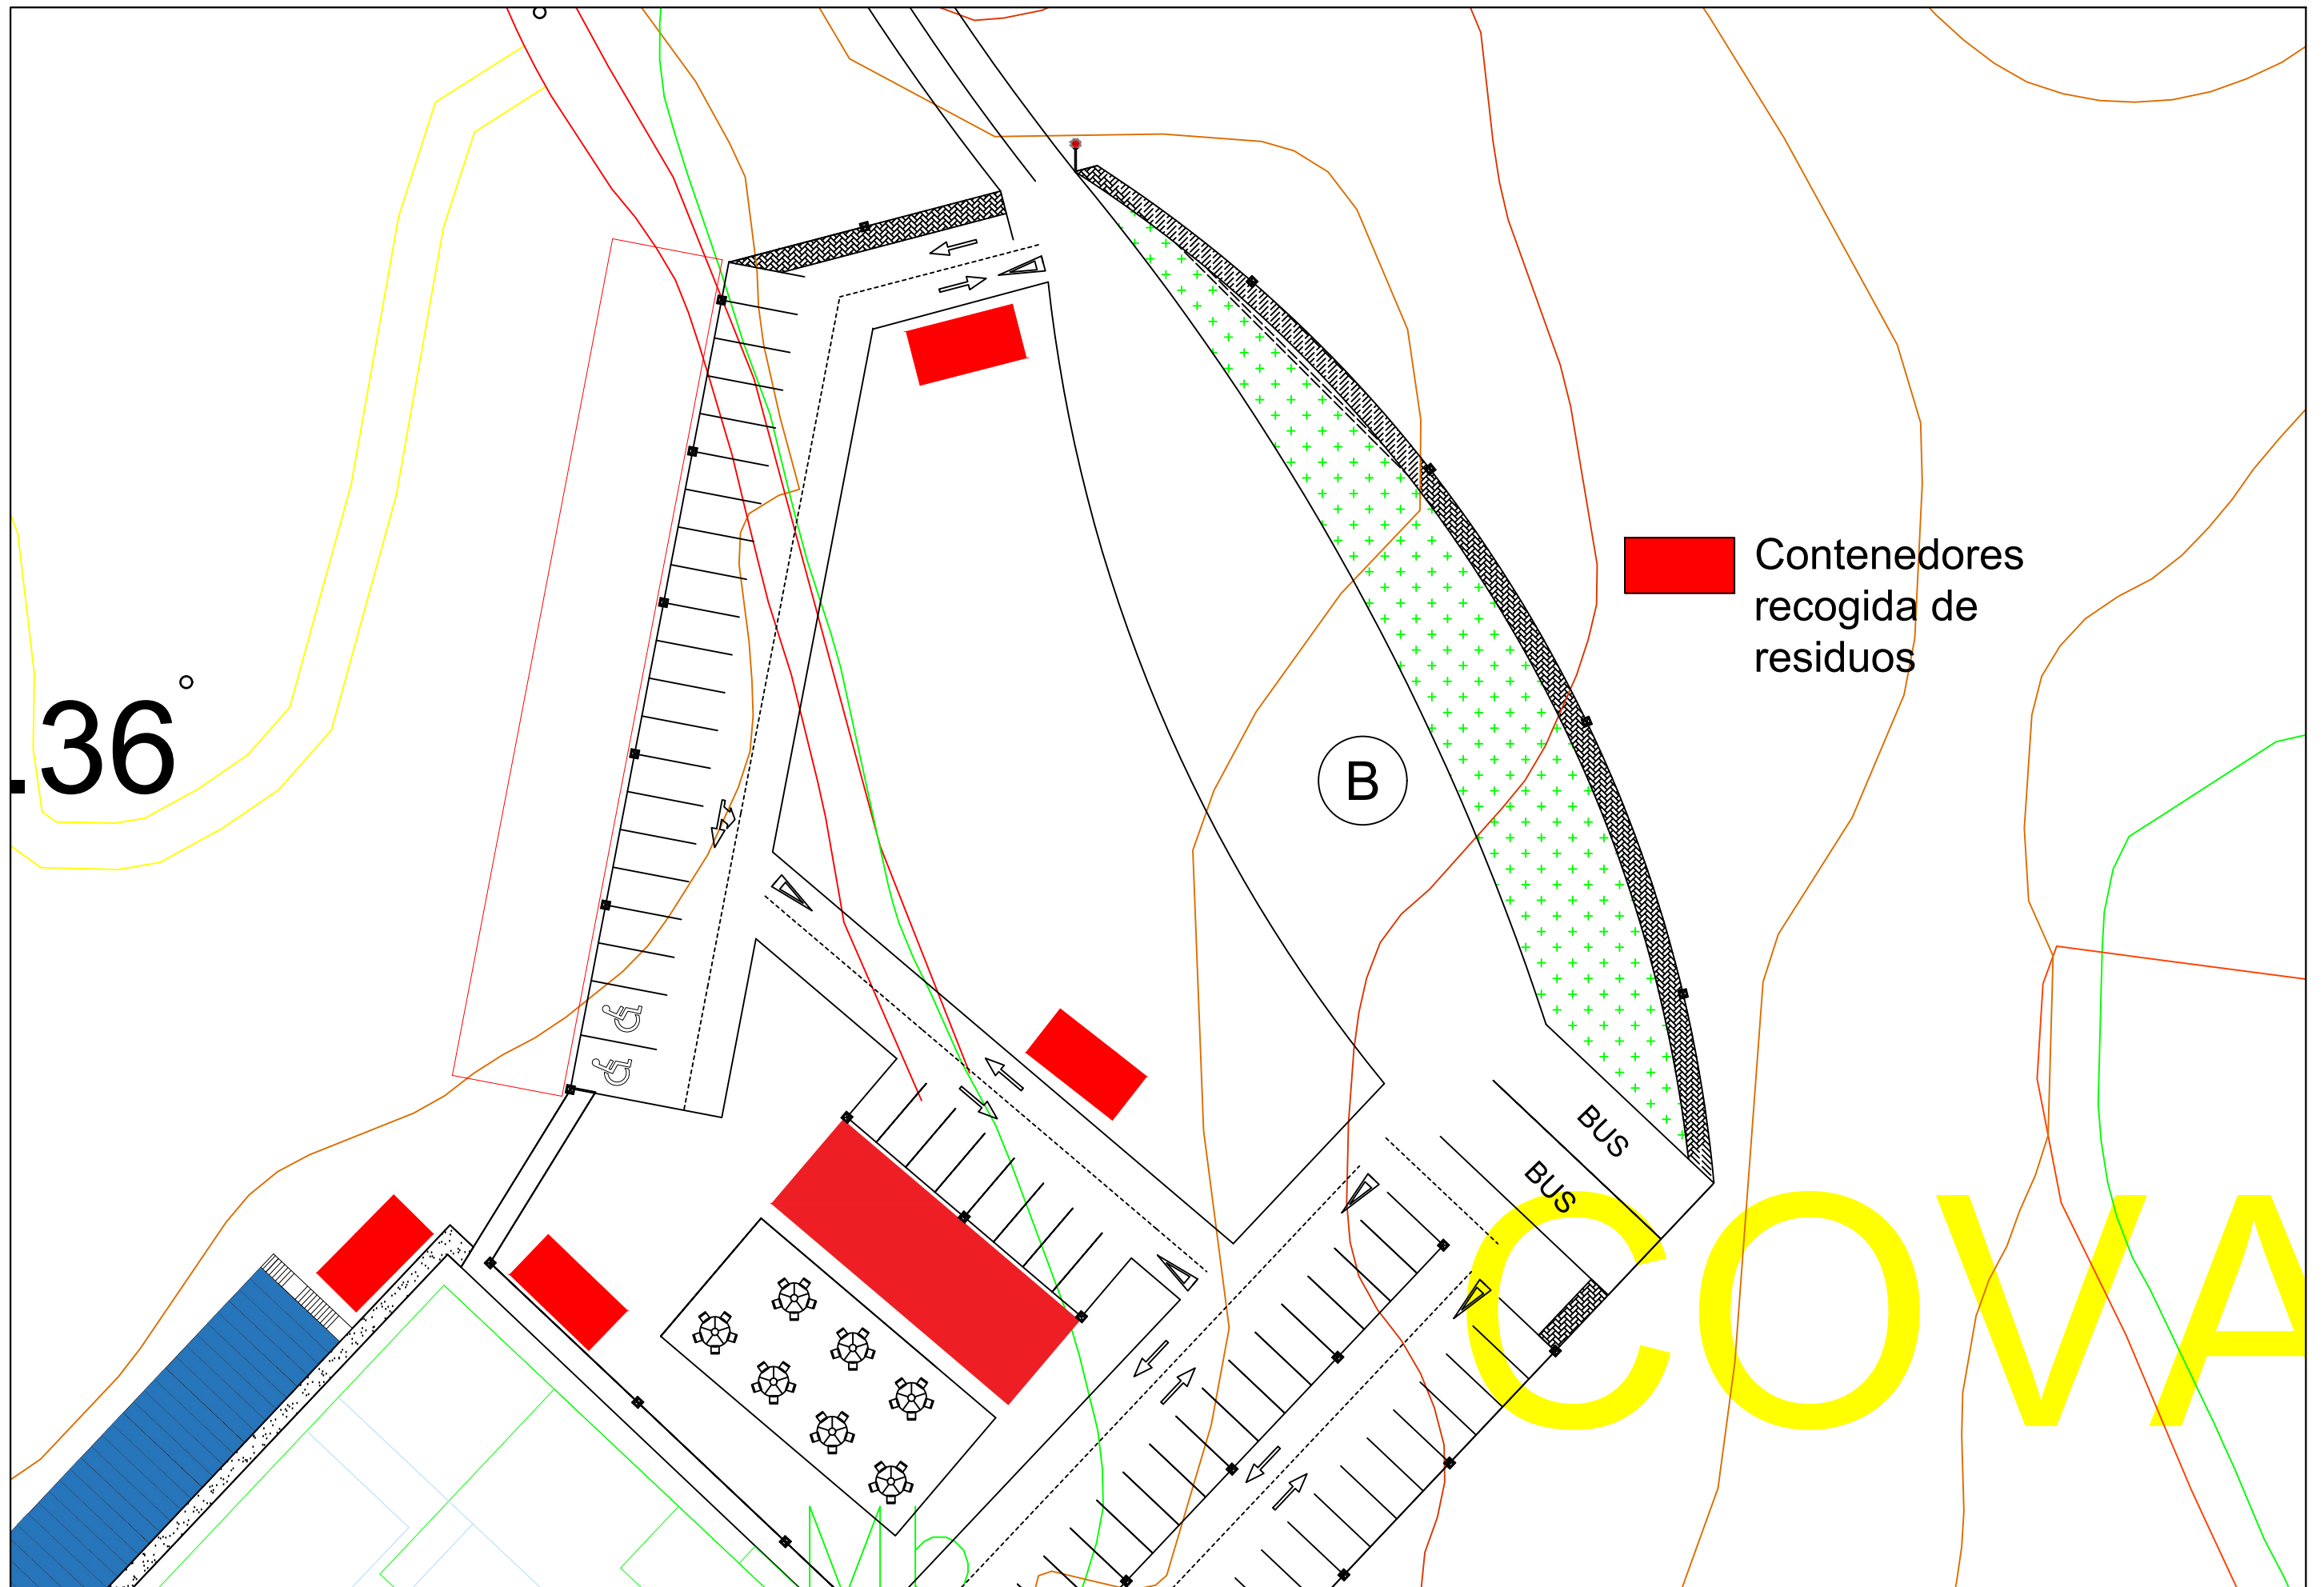 Contenedores
recogida de
residuos
.36
B
BUS
BUS
COVA